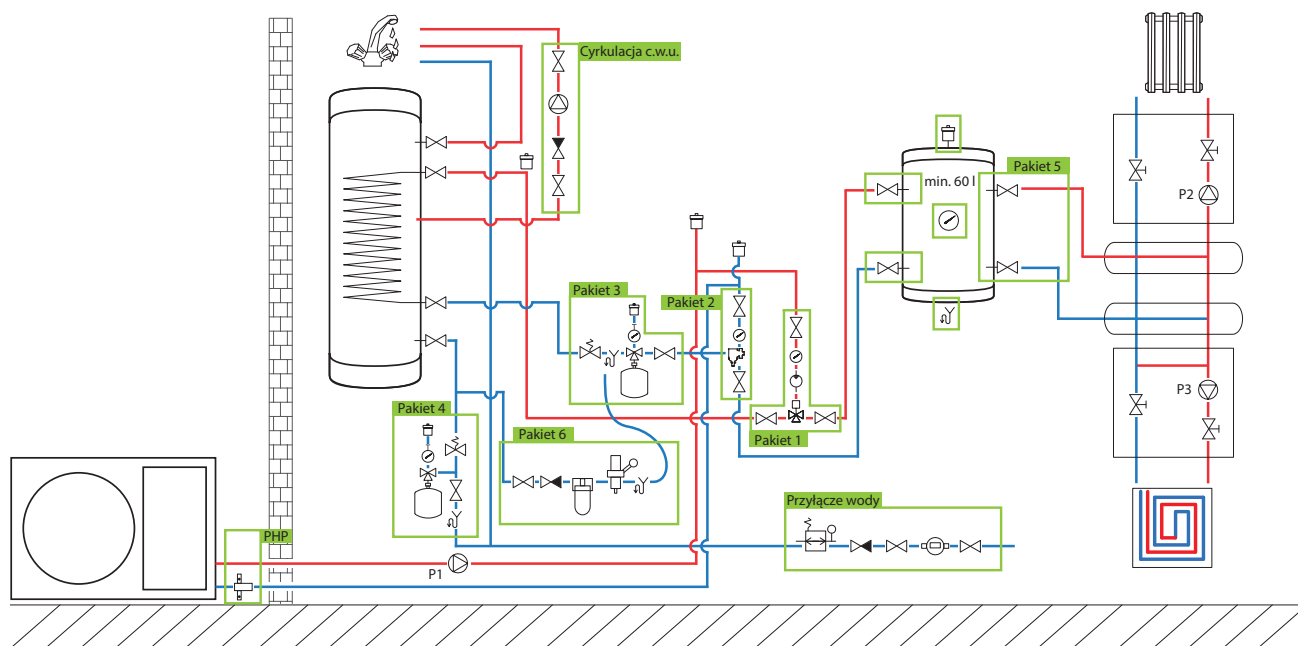 Cyrkulacja c.w.u.
Pakiet 5
min. 60 l
P2
Pakiet 3
Pakiet 2
P3
Pakiet 4
Pakiet 6
Pakiet 1
Przyłącze wody
PHP
P1